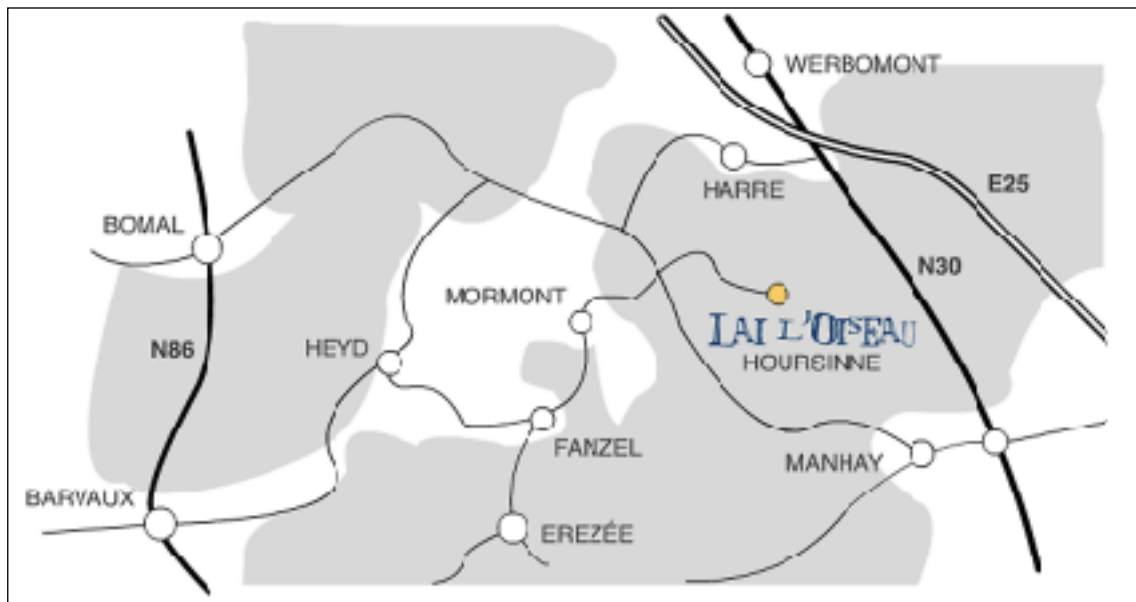 WERBOMONT
HARRE
E25
BOMAL
N30
MORMONT
LAI L'OISEAU
HOURSINNE
N86
HEYD
FANZEL
MANHAY
BARVAUX
EREZÉE